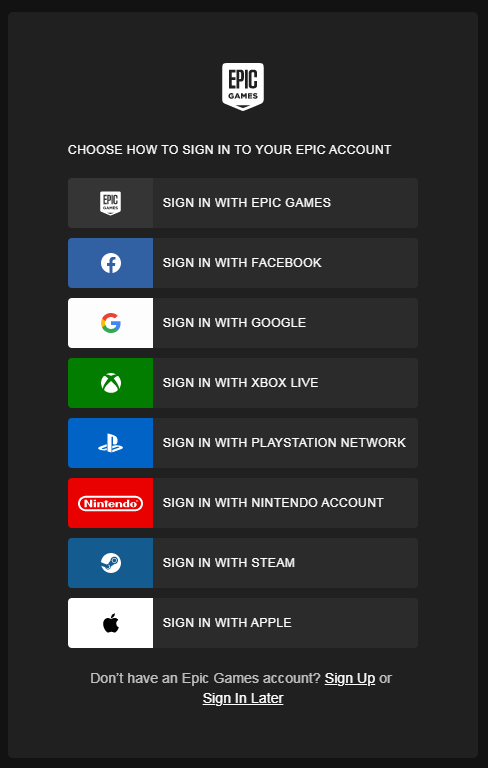 EPIC
GAMES
CHOOSE HOW TO SIGN IN TO YOUR EPIC ACCOUNT
EPIC
GAMES
SIGN IN WITH EPIC GAMES
SIGN IN WITH FACEBOOK
SIGN IN WITH GOOGLE
SIGN IN WITH XBOX LIVE
SIGN IN WITH PLAYSTATION NETWORK
Nintendo
SIGN IN WITH NINTENDO ACCOUNT
SIGN IN WITH STEAM
SIGN IN WITH APPLE
Don't have an Epic Games account? Sign Up or
Sign In Later